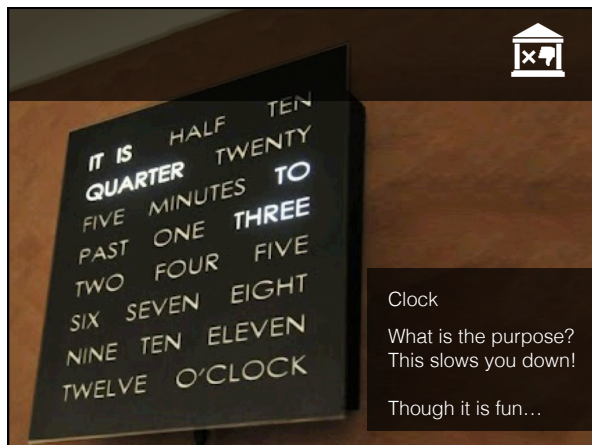 IT IS HALF TEN
QUARTER TWENTY
FIVE MINUTES TO
PAST ONE THREE
TWO FOUR FIVE
SIX SEVEN EIGHT
NINE TEN ELEVEN
TWELVE O'CLOCK
Clock
What is the purpose?
This slows you down!
Though it is fun…